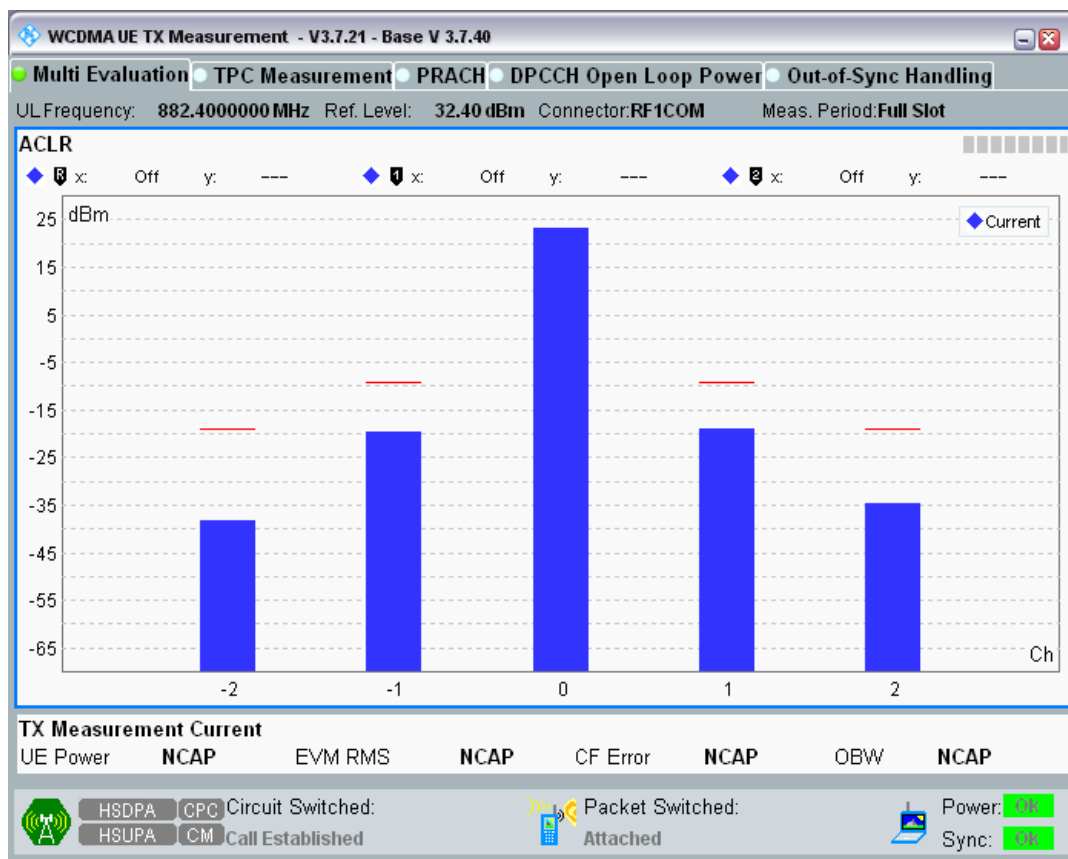 WCDMA UE TX Measurement - V3.7.21 - Base V 3.7.40
Multi Evaluation TPC Measurement PRACH DPCCH Open Loop Power Out-of-Sync Handling
UL Frequency: 882.4000000 MHz Ref. Level: 32.40 dBm Connector:RF1COM Meas. Period:Full Slot
ACLR
R x: Off y: --- 1 x: Off y: --- 2 x: Off y: ---
dBm
Current
25
15
5
-5
-15
-25
-35
-45
-55
-65
Ch
-2 -1 0 1 2
TX Measurement Current
UE Power NCAP EVM RMS NCAP CF Error NCAP OBW NCAP
HSDPA CPC Circuit Switched: Packet Switched: Power: OK
HSUPA CM Call Established Attached Sync: OK